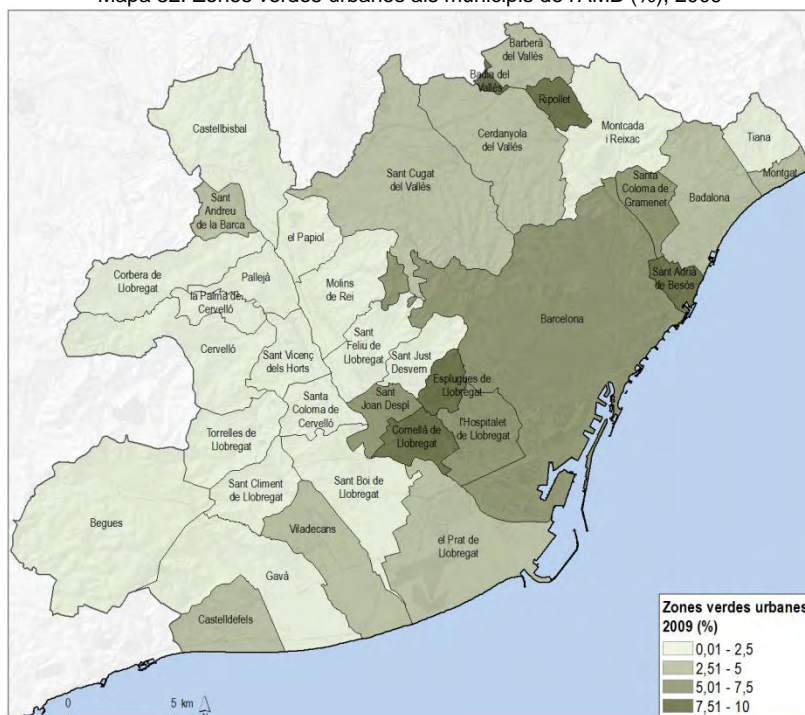 Mapa 32. Zones verdes urbanes als municipis de l'AMB (%), 2009
Barberà
del Vallès
Badia del
Vallès
Ripollet
Castellbisbal
Montcada
i Reixac
Tiana
Cerdanyola
del Vallès
Sant Cugat
del Vallès
Montgat
Santa
Coloma de
Gramenet
Badalona
Sant
Andreu
de la Barca
el Papiol
Corbera de
Llobregat
Pallejà
la Palma de
Cervelló
Molins
de Rei
Sant Adrià
de Besòs
Barcelona
Cervelló
Sant Vicenç
dels Horts
Sant
Feliu de
Llobregat
Sant Just
Desvern
Esplugues de
Llobregat
Santa
Coloma de
Cervelló
Sant
Joan Despí
Cornellà de
Llobregat
l'Hospitalet
de Llobregat
Torrelles de
Llobregat
Sant Climent
de Llobregat
Sant Boi de
Llobregat
Begues
Viladecans
el Prat de
Llobregat
Gavà
Castelldefels
Zones verdes urbanes
2009 (%)
0,01 - 2,5
2,51 - 5
5,01 - 7,5
7,51 - 10
0 5 km